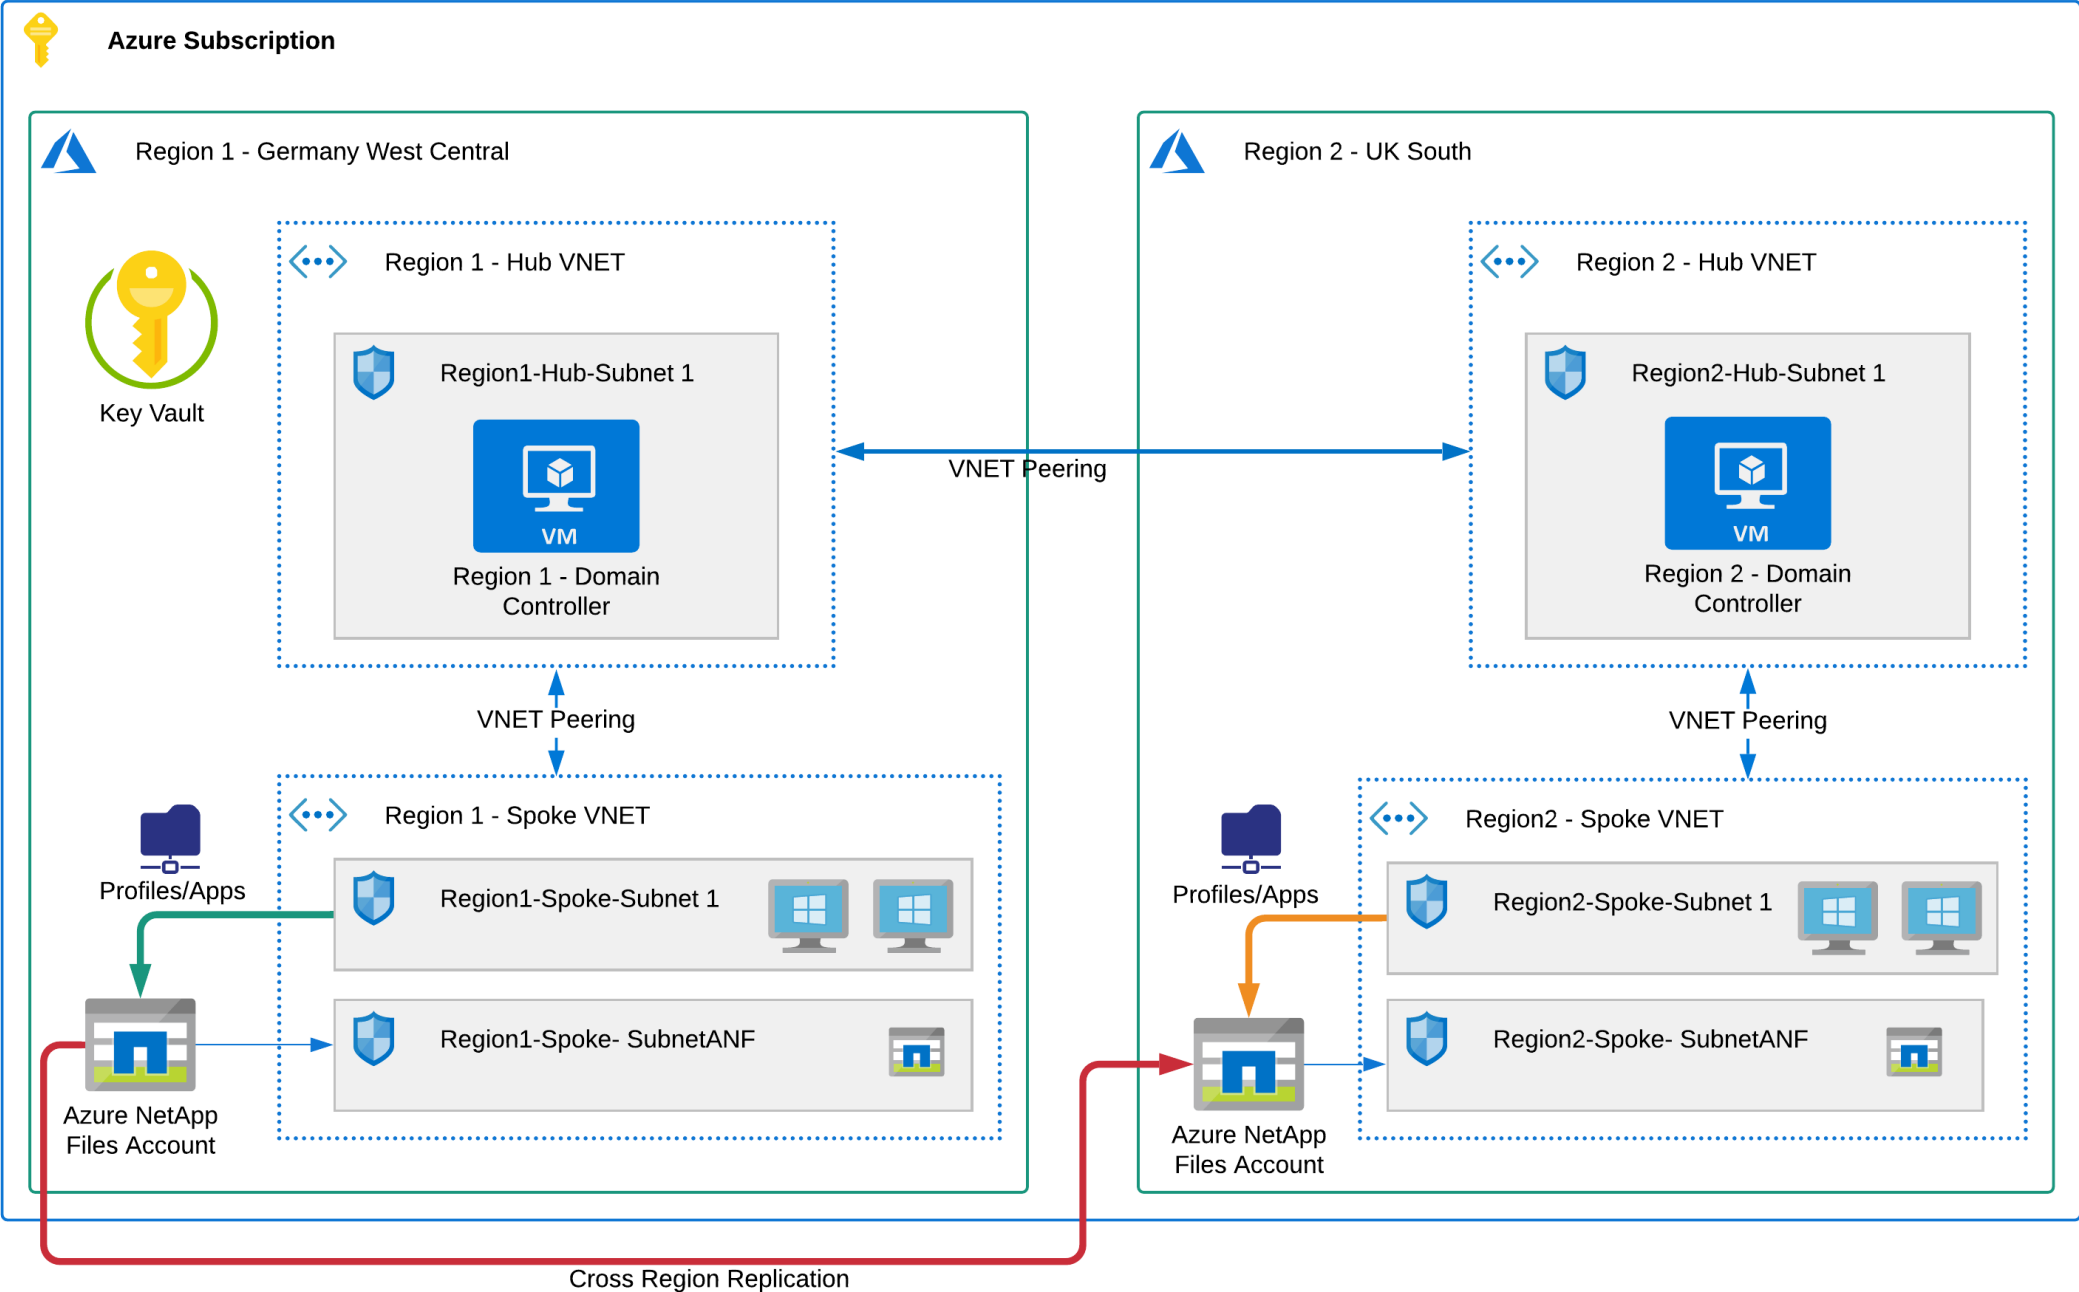 Azure Subscription
Region 1 - Germany West Central
Key Vault
Region 1 - Hub VNET
Region1-Hub-Subnet 1
VM
Region 1 - Domain
Controller
VNET Peering
Region 2 - UK South
Region 2 - Hub VNET
Region2-Hub-Subnet 1
VM
Region 2 - Domain
Controller
VNET Peering
VNET Peering
Profiles/Apps
Region 1 - Spoke VNET
Region1-Spoke-Subnet 1
Region1-Spoke- SubnetANF
Azure NetApp
Files Account
Profiles/Apps
Region2 - Spoke VNET
Region2-Spoke-Subnet 1
Region2-Spoke- SubnetANF
Azure NetApp
Files Account
Cross Region Replication